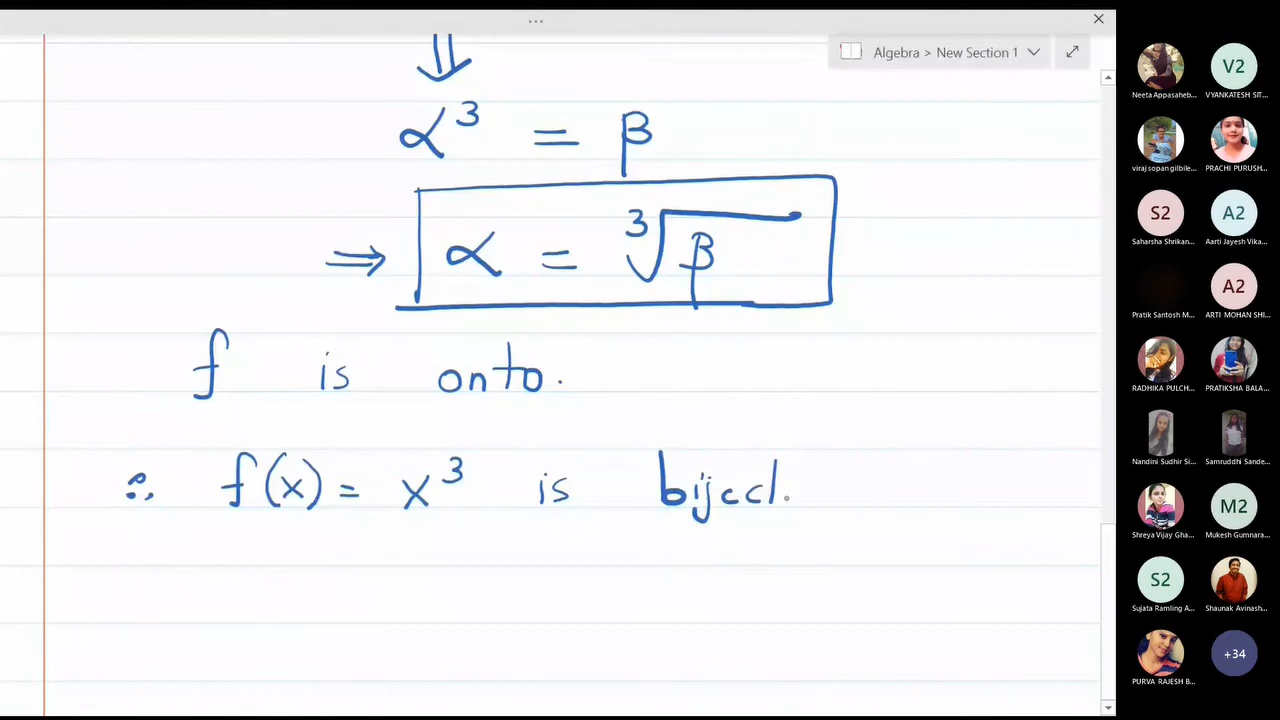 Algebra > New Section 1
⇓
α³ = β
⇒ α = ∛β
f is onto.
∴ f(x) = x³ is biject
Neeta Appasaheb...
VYANKATESH SIT...
viraj sopan gilbile...
PRACHI PURUSH...
Saharsha Shrikan...
Aarti Jayesh Vika...
Pratik Santosh M...
ARTI MOHAN SHI...
RADHIKA PULCH...
PRATIKSHA BALA...
Nandini Sudhir Si...
Samruddhi Sande...
Shreya Vijay Gha...
Mukesh Gumnara...
Sujata Ramling A...
Shaunak Avinash...
PURVA RAJESH B...
V2
S2
A2
A2
M2
S2
+34